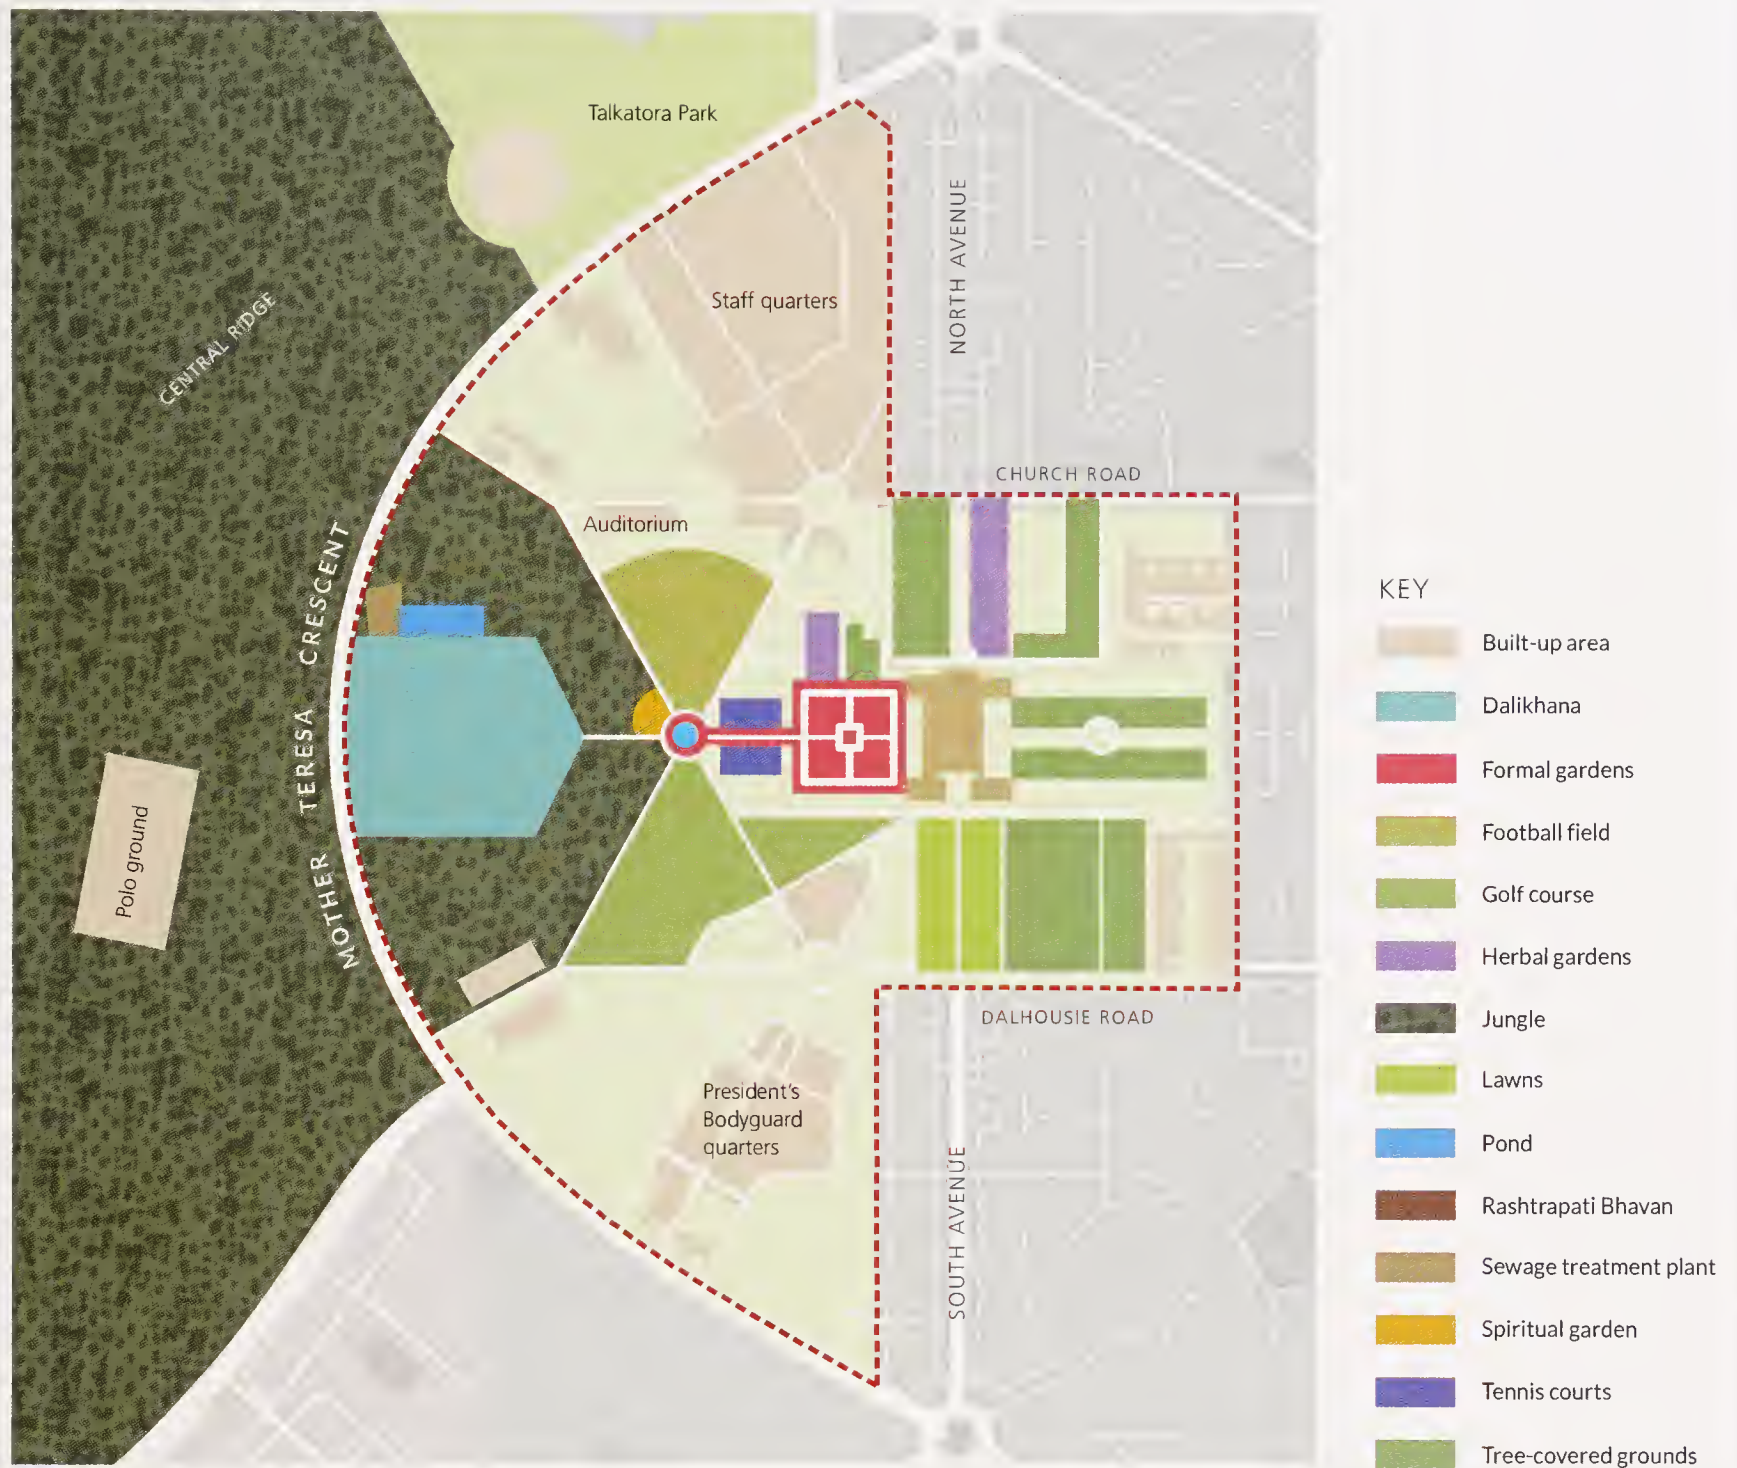 Talkatora Park
Staff quarters
NORTH AVENUE
CENTRAL RIDGE
CHURCH ROAD
Auditorium
MOTHER TERESA CRESCENT
Polo ground
DALHOUSIE ROAD
President's
Bodyguard
quarters
SOUTH AVENUE
KEY
Built-up area
Dalikhana
Formal gardens
Football field
Golf course
Herbal gardens
Jungle
Lawns
Pond
Rashtrapati Bhavan
Sewage treatment plant
Spiritual garden
Tennis courts
Tree-covered grounds